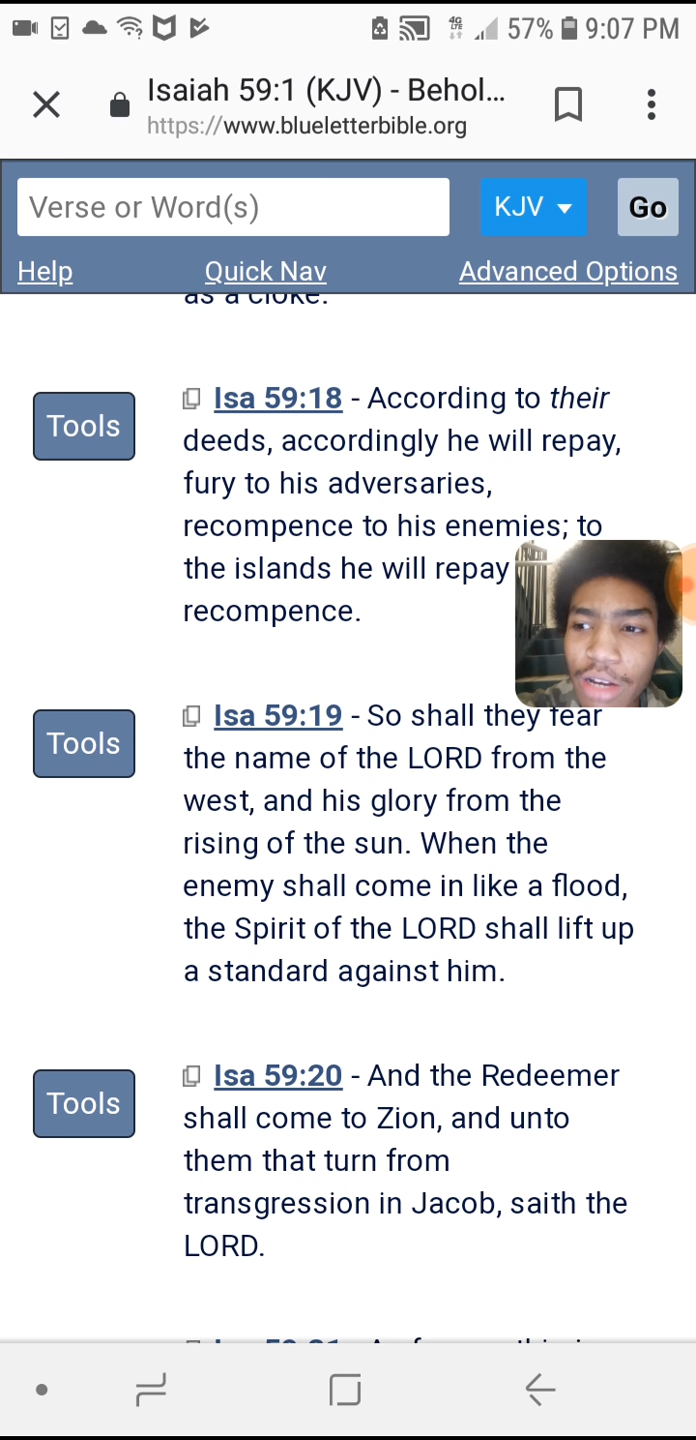 4G
LTE
57%
9:07 PM
Isaiah 59:1 (KJV) - Behol...
https://www.blueletterbible.org
Verse or Word(s)
KJV
Go
Help
Quick Nav
Advanced Options
as a cloke.
Tools
Isa 59:18 - According to their
deeds, accordingly he will repay,
fury to his adversaries,
recompence to his enemies; to
the islands he will repay
recompence.
Tools
Isa 59:19 - So shall they fear
the name of the LORD from the
west, and his glory from the
rising of the sun. When the
enemy shall come in like a flood,
the Spirit of the LORD shall lift up
a standard against him.
Tools
Isa 59:20 - And the Redeemer
shall come to Zion, and unto
them that turn from
transgression in Jacob, saith the
LORD.